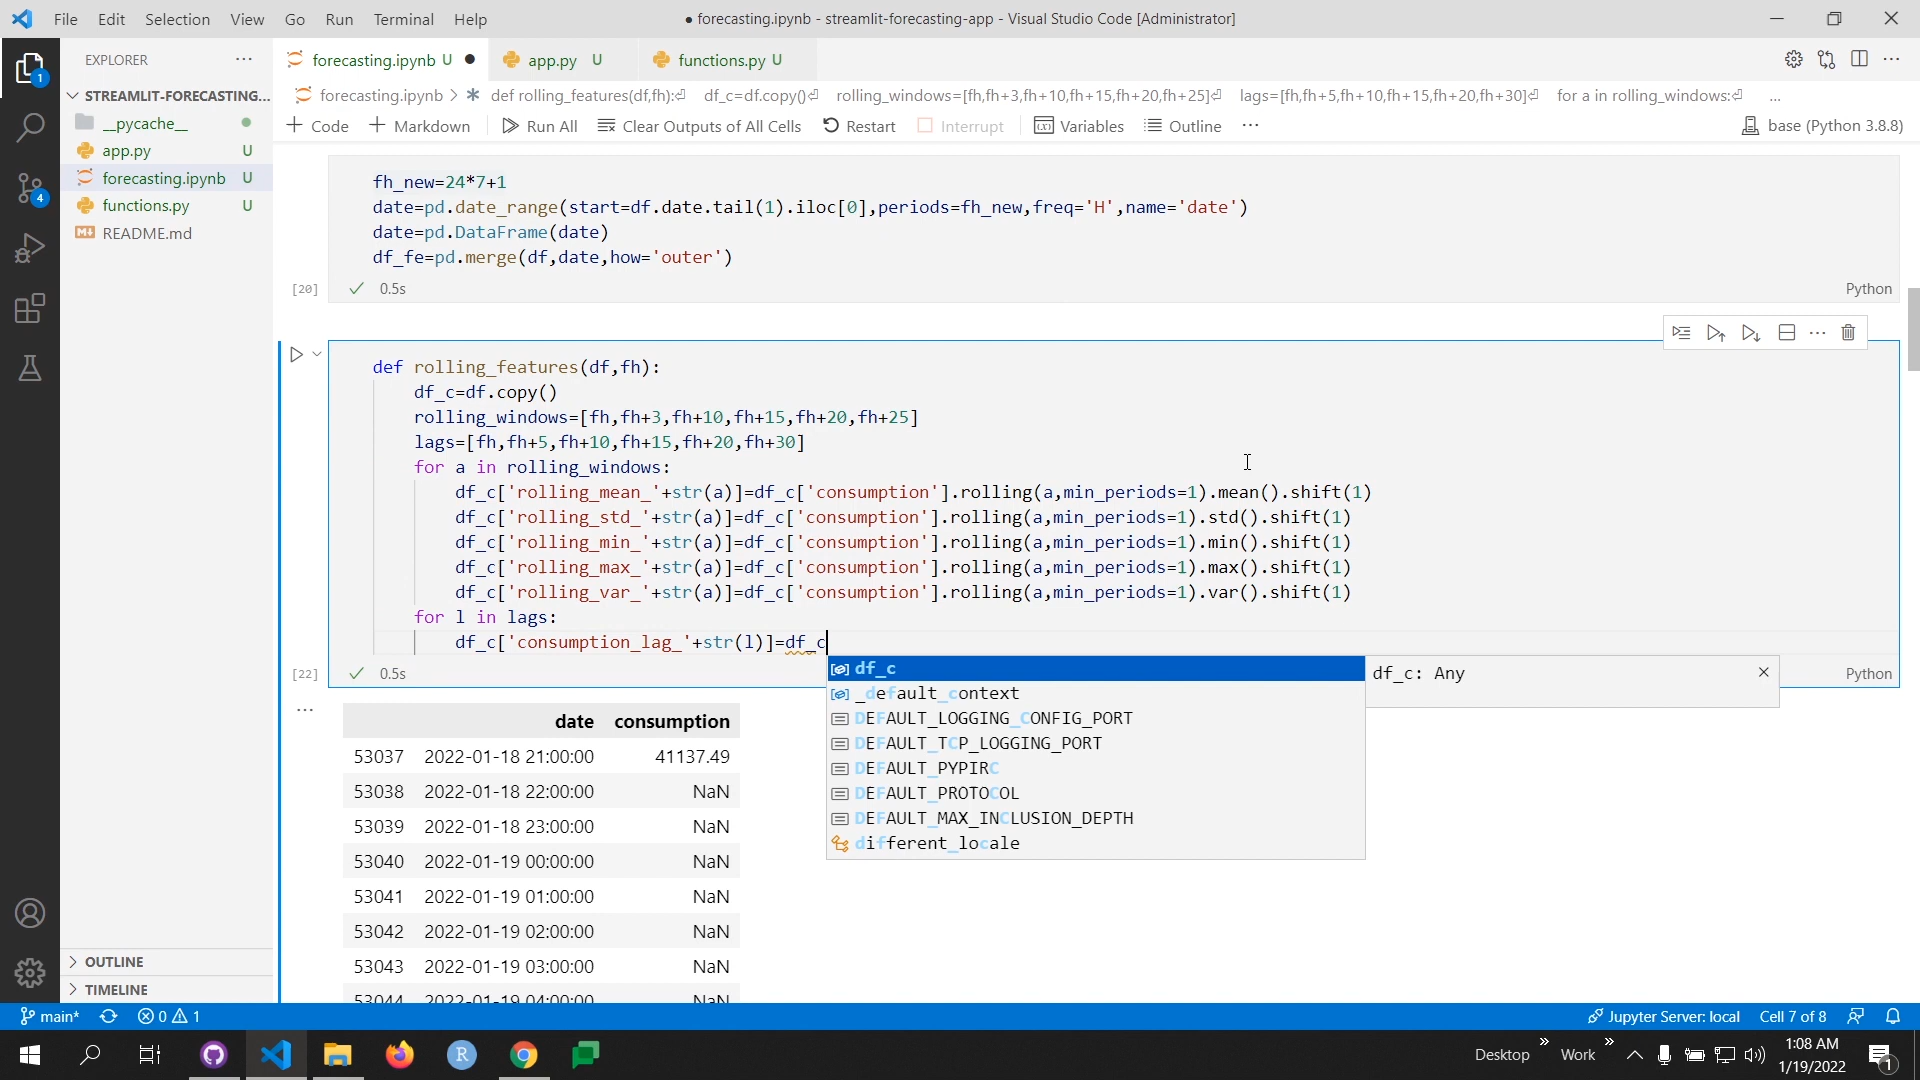 File Edit Selection View Go Run Terminal Help
● forecasting.ipynb - streamlit-forecasting-app - Visual Studio Code [Administrator]
EXPLORER
forecasting.ipynb U
app.py U
functions.py U
STREAMLIT-FORECASTING...
forecasting.ipynb > def rolling_features(df,fh): df_c=df.copy() rolling_windows=[fh,fh+3,fh+10,fh+15,fh+20,fh+25] lags=[fh,fh+5,fh+10,fh+15,fh+20,fh+30] for a in rolling_windows: ...
+ Code + Markdown Run All Clear Outputs of All Cells Restart Interrupt Variables Outline ...
base (Python 3.8.8)
__pycache__
app.py U
forecasting.ipynb U
functions.py U
README.md
fh_new=24*7+1
date=pd.date_range(start=df.date.tail(1).iloc[0],periods=fh_new,freq='H',name='date')
date=pd.DataFrame(date)
df_fe=pd.merge(df,date,how='outer')
[20] 0.5s Python
def rolling_features(df,fh):
df_c=df.copy()
rolling_windows=[fh,fh+3,fh+10,fh+15,fh+20,fh+25]
lags=[fh,fh+5,fh+10,fh+15,fh+20,fh+30]
for a in rolling_windows:
df_c['rolling_mean_'+str(a)]=df_c['consumption'].rolling(a,min_periods=1).mean().shift(1)
df_c['rolling_std_'+str(a)]=df_c['consumption'].rolling(a,min_periods=1).std().shift(1)
df_c['rolling_min_'+str(a)]=df_c['consumption'].rolling(a,min_periods=1).min().shift(1)
df_c['rolling_max_'+str(a)]=df_c['consumption'].rolling(a,min_periods=1).max().shift(1)
df_c['rolling_var_'+str(a)]=df_c['consumption'].rolling(a,min_periods=1).var().shift(1)
for l in lags:
df_c['consumption_lag_'+str(l)]=df_c
[22] 0.5s Python
df_c
_default_context
DEFAULT_LOGGING_CONFIG_PORT
DEFAULT_TCP_LOGGING_PORT
DEFAULT_PYPIRC
DEFAULT_PROTOCOL
DEFAULT_MAX_INCLUSION_DEPTH
different_locale
df_c: Any
date consumption
53037 2022-01-18 21:00:00 41137.49
53038 2022-01-18 22:00:00 NaN
53039 2022-01-18 23:00:00 NaN
53040 2022-01-19 00:00:00 NaN
53041 2022-01-19 01:00:00 NaN
53042 2022-01-19 02:00:00 NaN
53043 2022-01-19 03:00:00 NaN
53044 2022-01-19 04:00:00 NaN
OUTLINE
TIMELINE
main* 0 1
Jupyter Server: local Cell 7 of 8
Desktop » Work »
1:08 AM
1/19/2022
1
1
4
R